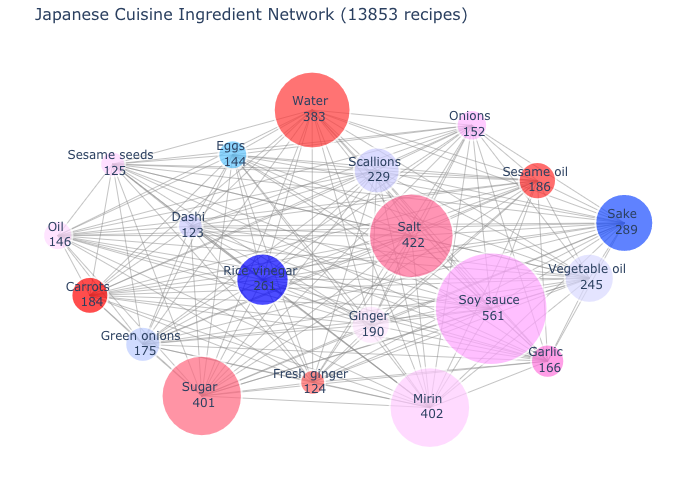 Japanese Cuisine Ingredient Network (13853 recipes)
Water
383
Onions
152
Eggs
144
Sesame seeds
125
Scallions
229
Sesame oil
186
Oil
146
Dashi
123
Salt
422
Sake
289
Rice vinegar
261
Vegetable oil
245
Carrots
184
Soy sauce
561
Ginger
190
Green onions
175
Garlic
166
Fresh ginger
124
Sugar
401
Mirin
402